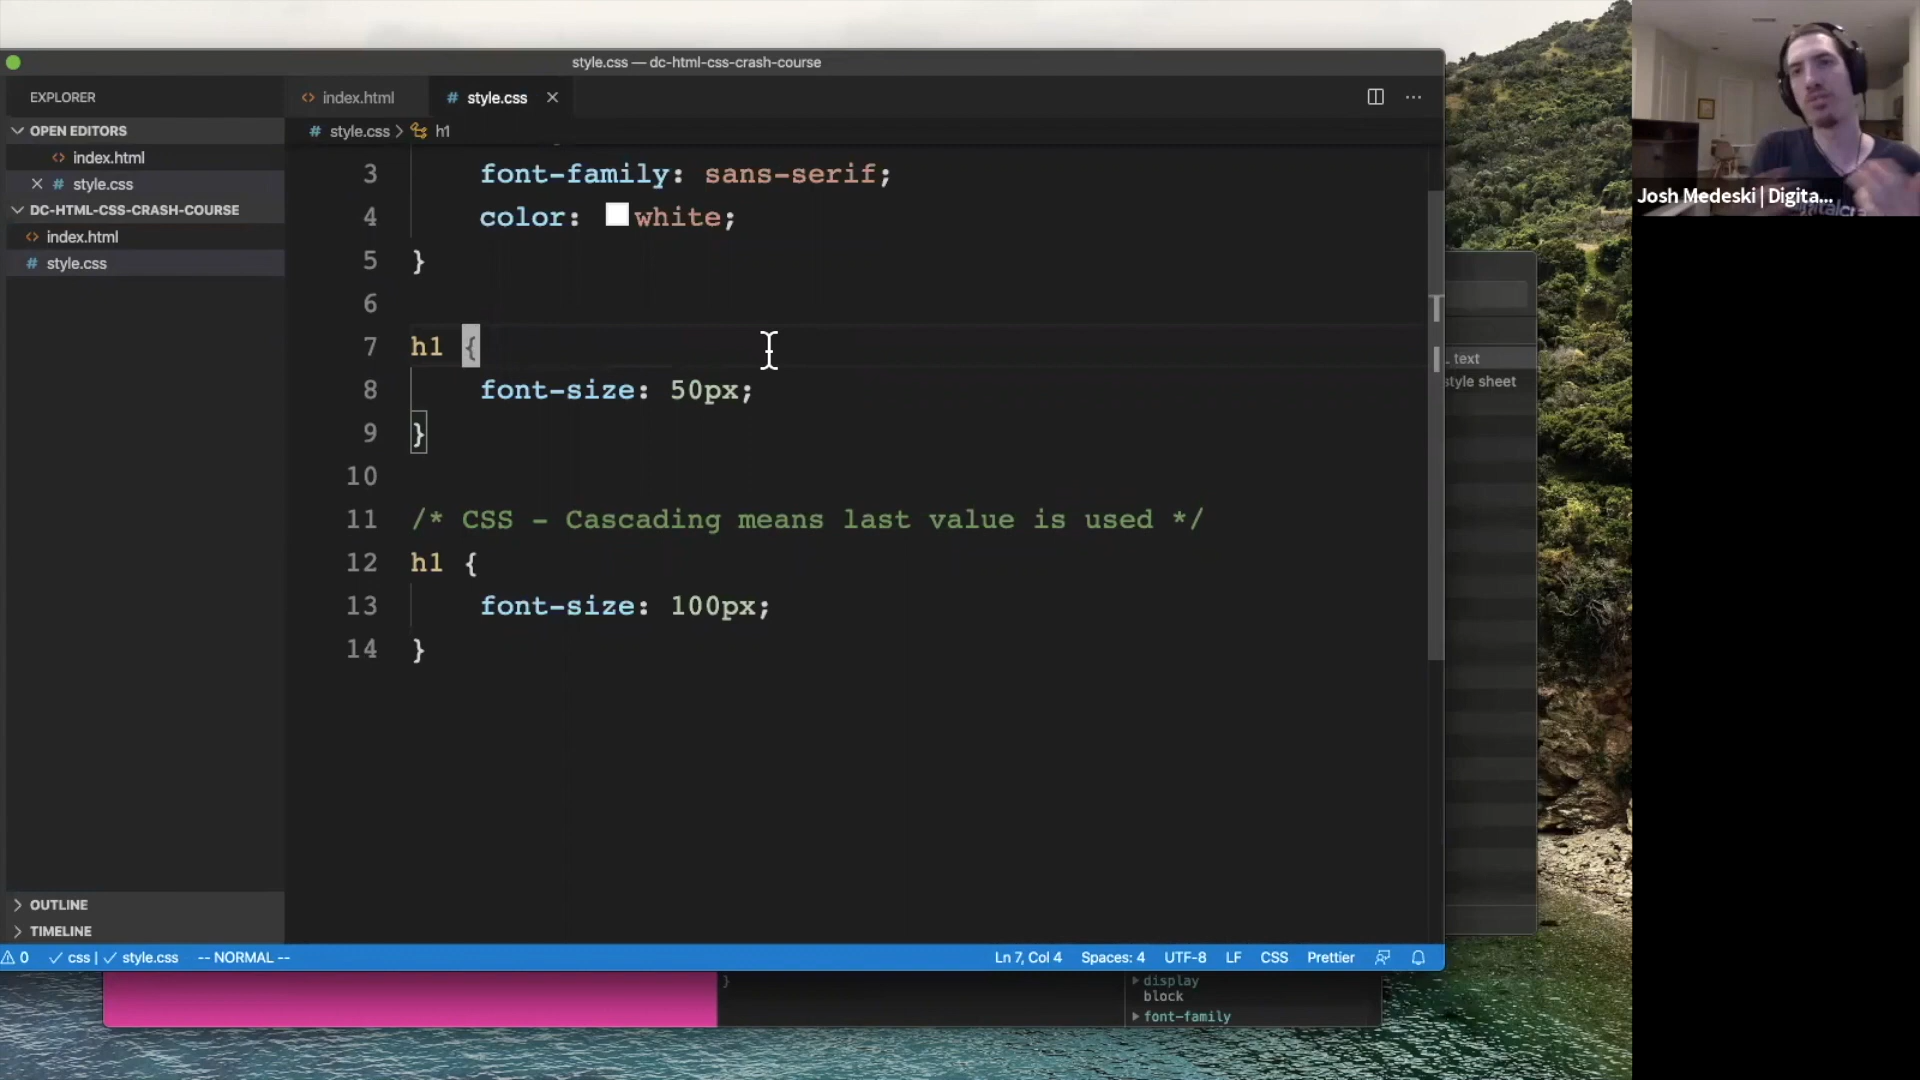 style.css — dc-html-css-crash-course
EXPLORER
index.html
style.css
OPEN EDITORS
style.css > h1
index.html
style.css
DC-HTML-CSS-CRASH-COURSE
index.html
style.css
3 font-family: sans-serif;
4 color: white;
5 }
6
7 h1 {
8 font-size: 50px;
9 }
10
11 /* CSS - Cascading means last value is used */
12 h1 {
13 font-size: 100px;
14 }
text
style sheet
OUTLINE
TIMELINE
0 css | style.css -- NORMAL -- Ln 7, Col 4 Spaces: 4 UTF-8 LF CSS Prettier
}
display
block
font-family
Josh Medeski | Digita...